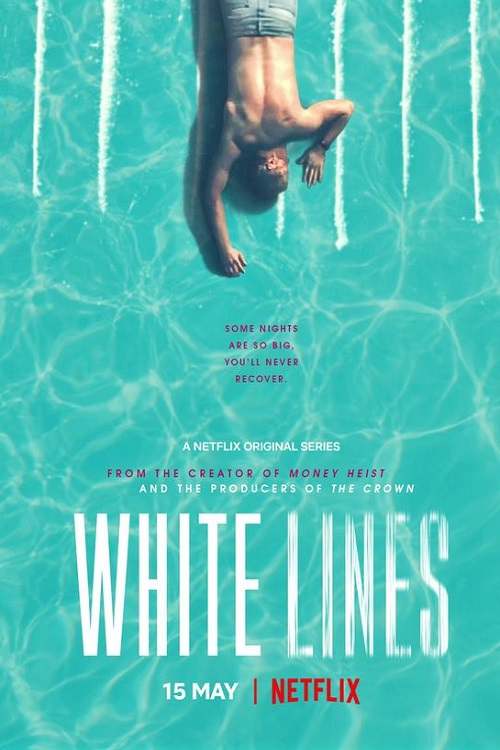 SOME NIGHTS
ARE SO BIG,
YOU'LL NEVER
RECOVER.
A NETFLIX ORIGINAL SERIES
FROM THE CREATOR OF MONEY HEIST
AND THE PRODUCERS OF THE CROWN
WHITE LINES
15 MAY | NETFLIX